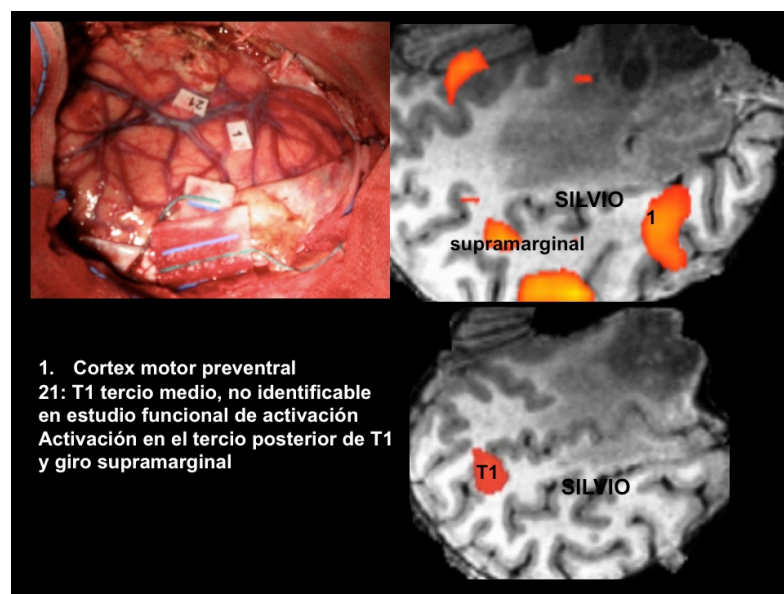 21
1
SILVIO
1
supramarginal
1. Cortex motor preventral
21: T1 tercio medio, no identificable
en estudio funcional de activación
Activación en el tercio posterior de T1
y giro supramarginal
T1
SILVIO